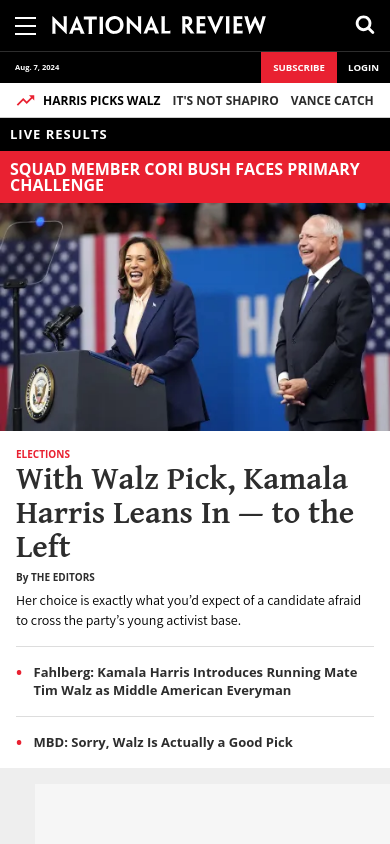 NATIONAL REVIEW
Aug. 7, 2024
SUBSCRIBE
LOGIN
HARRIS PICKS WALZ IT'S NOT SHAPIRO VANCE CATCH
LIVE RESULTS
SQUAD MEMBER CORI BUSH FACES PRIMARY
CHALLENGE
HA
W
ELECTIONS
With Walz Pick, Kamala
Harris Leans In — to the
Left
By THE EDITORS
Her choice is exactly what you’d expect of a candidate afraid
to cross the party’s young activist base.
• Fahlberg: Kamala Harris Introduces Running Mate
Tim Walz as Middle American Everyman
• MBD: Sorry, Walz Is Actually a Good Pick